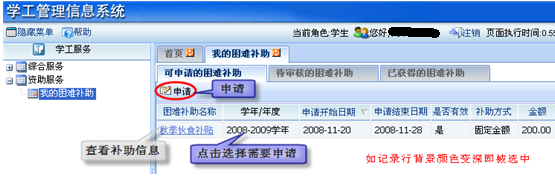 学工管理信息系统
隐藏菜单 帮助 当前角色:学生 您好, 注销 页面执行时间:0.55
学工服务
首页 我的困难补助
综合服务
资助服务
我的困难补助
可申请的困难补助 待审核的困难补助 已获得的困难补助
申请 申请
困难补助名称 学年/年度 申请开始日期 申请结束日期 是否有效 补助方式 金额
秋季伙食补贴 2008-2009学年 2008-11-20 2008-11-28 是 固定金额 200.00
查看补助信息 点击选择需要申请
如记录行背景颜色变深即被选中